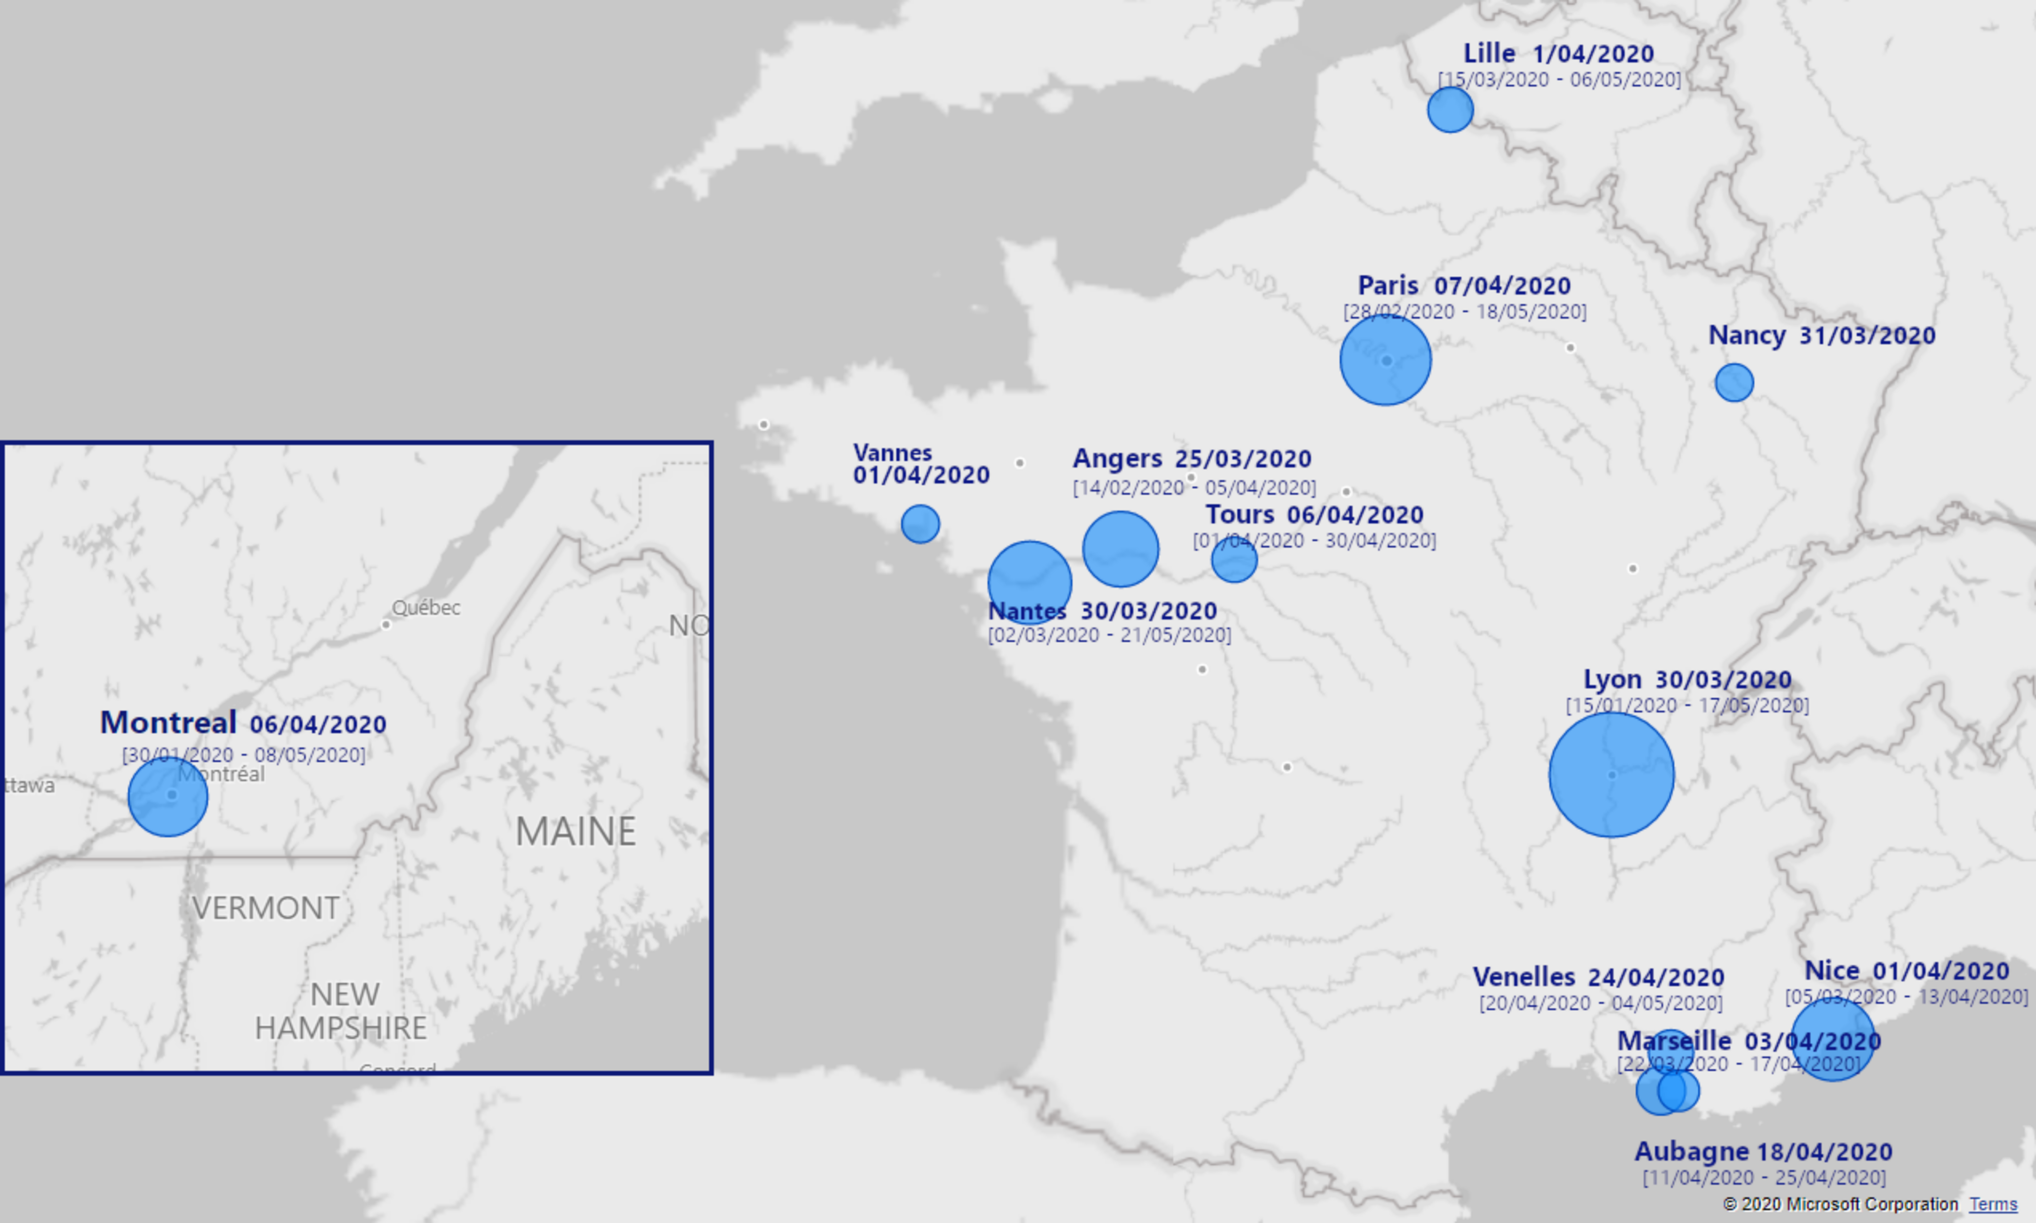 Lille 1/04/2020
[15/03/2020 - 06/05/2020]
Paris 07/04/2020
[28/02/2020 - 18/05/2020]
Nancy 31/03/2020
Vannes
01/04/2020
Angers 25/03/2020
[14/02/2020 - 05/04/2020]
Tours 06/04/2020
[01/04/2020 - 30/04/2020]
Nantes 30/03/2020
[02/03/2020 - 21/05/2020]
Lyon 30/03/2020
[15/01/2020 - 17/05/2020]
Québec
NO
Montreal 06/04/2020
[30/01/2020 - 08/05/2020]
Montréal
ttawa
MAINE
VERMONT
NEW
HAMPSHIRE
Concord
Venelles 24/04/2020
[20/04/2020 - 04/05/2020]
Nice 01/04/2020
[05/03/2020 - 13/04/2020]
Marseille 03/04/2020
[22/03/2020 - 17/04/2020]
Aubagne 18/04/2020
[11/04/2020 - 25/04/2020]
© 2020 Microsoft Corporation Terms